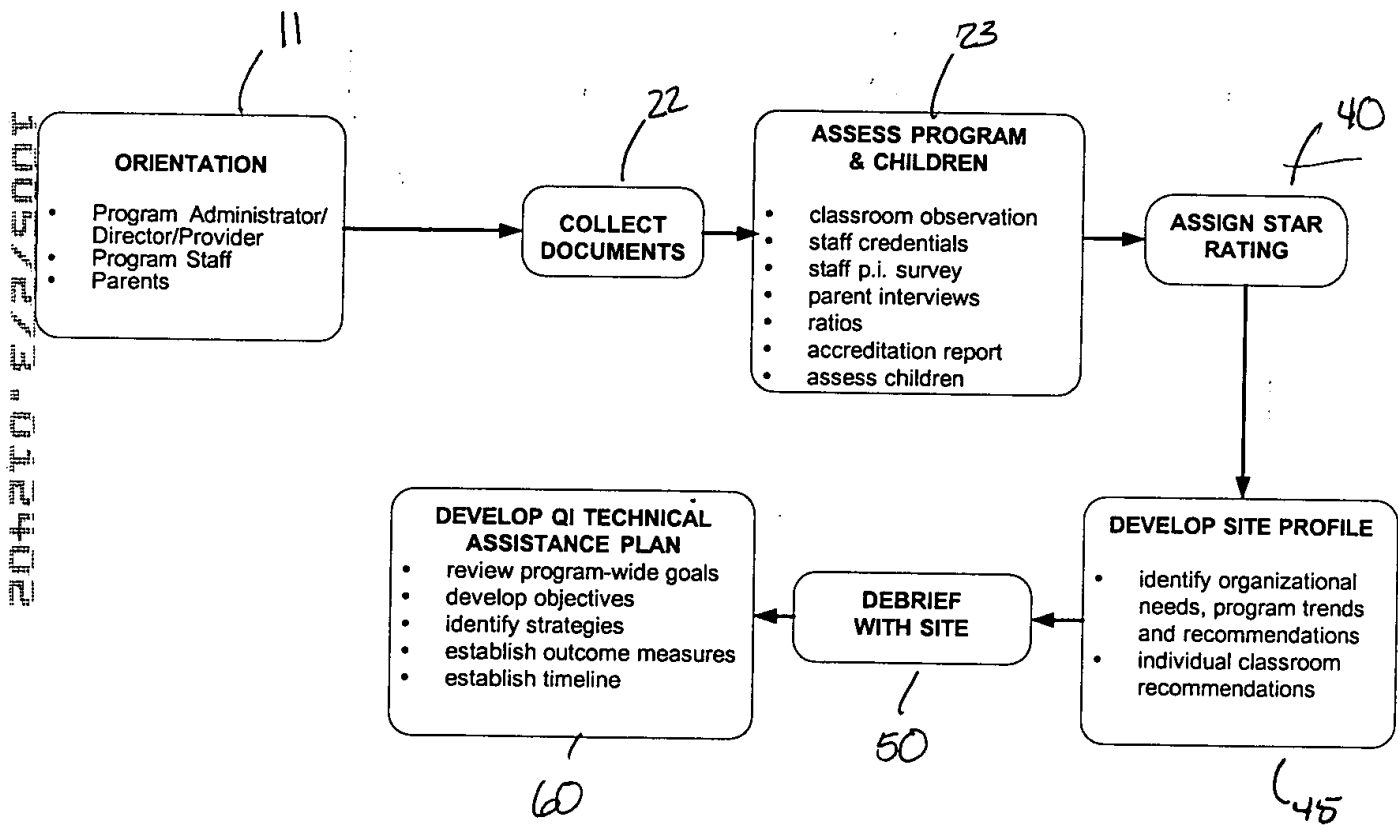 11
ORIENTATION
• Program Administrator/
Director/Provider
• Program Staff
• Parents
22
COLLECT
DOCUMENTS
23
ASSESS PROGRAM
& CHILDREN
• classroom observation
• staff credentials
• staff p.i. survey
• parent interviews
• ratios
• accreditation report
• assess children
40
ASSIGN STAR
RATING
DEVELOP SITE PROFILE
• identify organizational
needs, program trends
and recommendations
• individual classroom
recommendations
45
DEBRIEF
WITH SITE
50
DEVELOP QI TECHNICAL
ASSISTANCE PLAN
• review program-wide goals
• develop objectives
• identify strategies
• establish outcome measures
• establish timeline
60